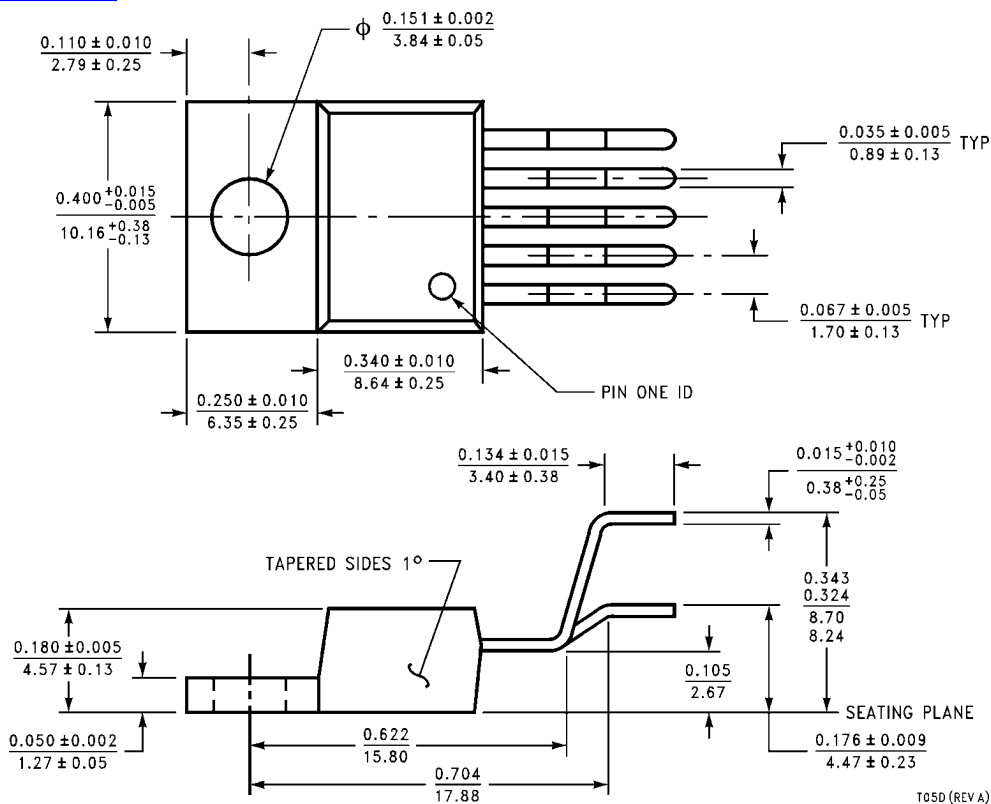 ϕ 0.151 ± 0.002
3.84 ± 0.05
0.110 ± 0.010
2.79 ± 0.25
0.035 ± 0.005
0.89 ± 0.13
TYP
0.400 +0.015
-0.005
10.16 +0.38
-0.13
0.067 ± 0.005
1.70 ± 0.13
TYP
0.340 ± 0.010
8.64 ± 0.25
0.250 ± 0.010
6.35 ± 0.25
PIN ONE ID
0.134 ± 0.015
3.40 ± 0.38
0.015 +0.010
-0.002
0.38 +0.25
-0.05
TAPERED SIDES 1°
0.343
0.324
8.70
8.24
0.180 ± 0.005
4.57 ± 0.13
0.105
2.67
SEATING PLANE
0.050 ± 0.002
1.27 ± 0.05
0.622
15.80
0.176 ± 0.009
4.47 ± 0.23
0.704
17.88
T05D (REV A)